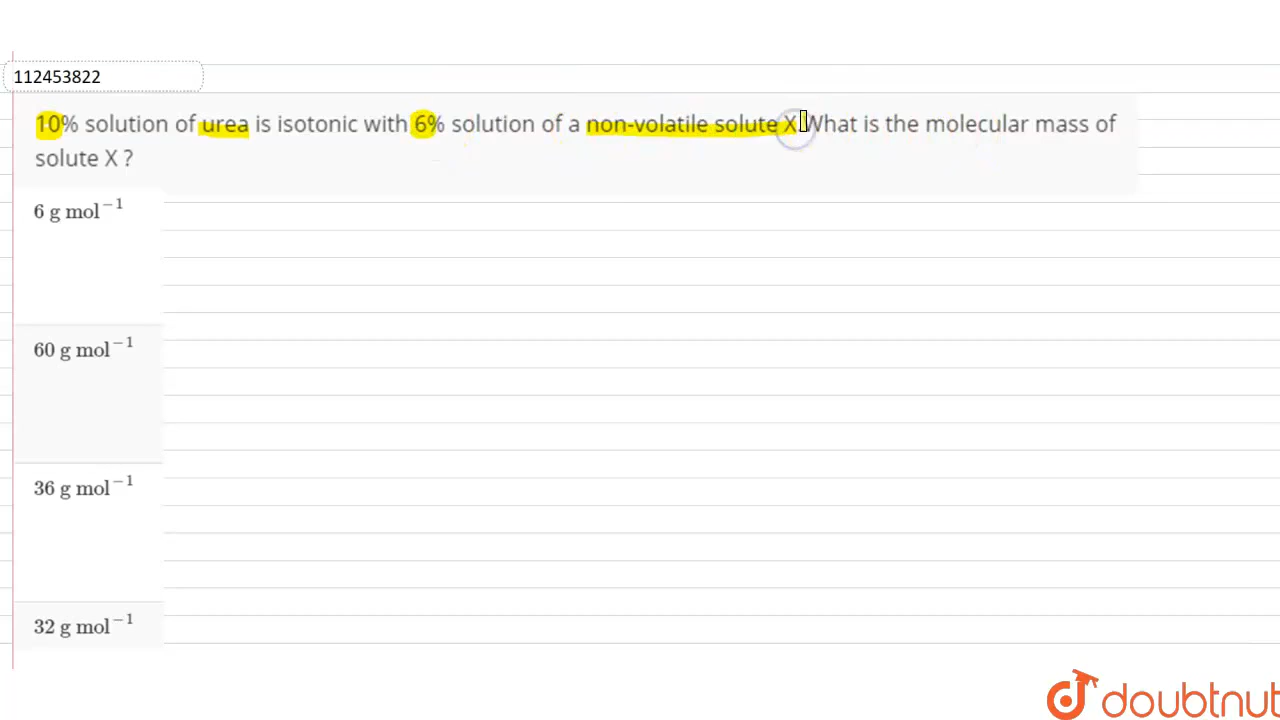 112453822
10% solution of urea is isotonic with 6% solution of a non-volatile solute X.What is the molecular mass of
solute X ?
6 g mol⁻¹
60 g mol⁻¹
36 g mol⁻¹
32 g mol⁻¹
doubtnut